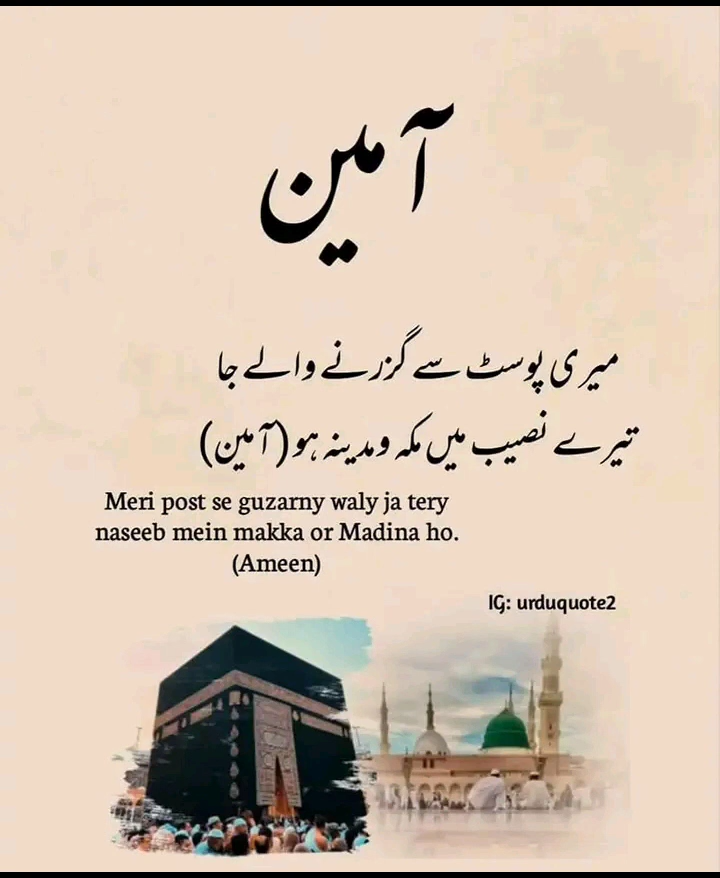 آمین
میری پوسٹ سے گزرنے والے جا
تیرے نصیب میں مکہ ومدینہ ہو (آمین)
Meri post se guzarny waly ja tery
naseeb mein makka or Madina ho.
(Ameen)
IG: urduquote2